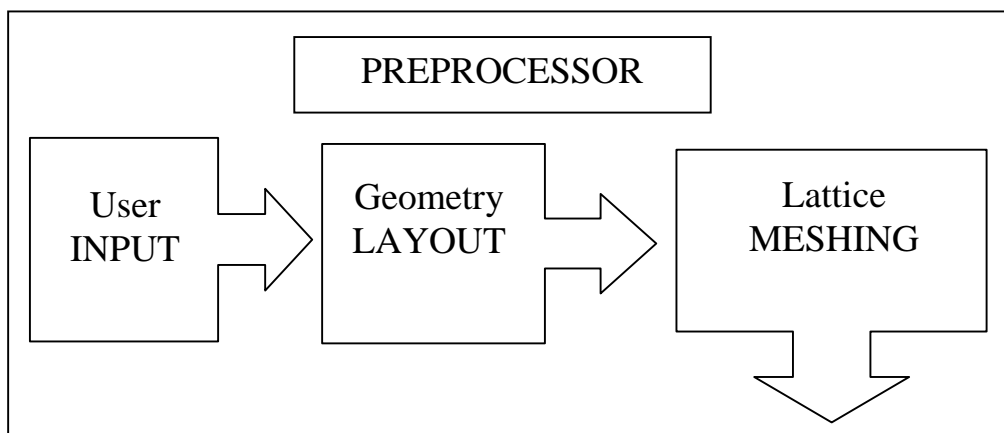 PREPROCESSOR
User
INPUT
Geometry
LAYOUT
Lattice
MESHING